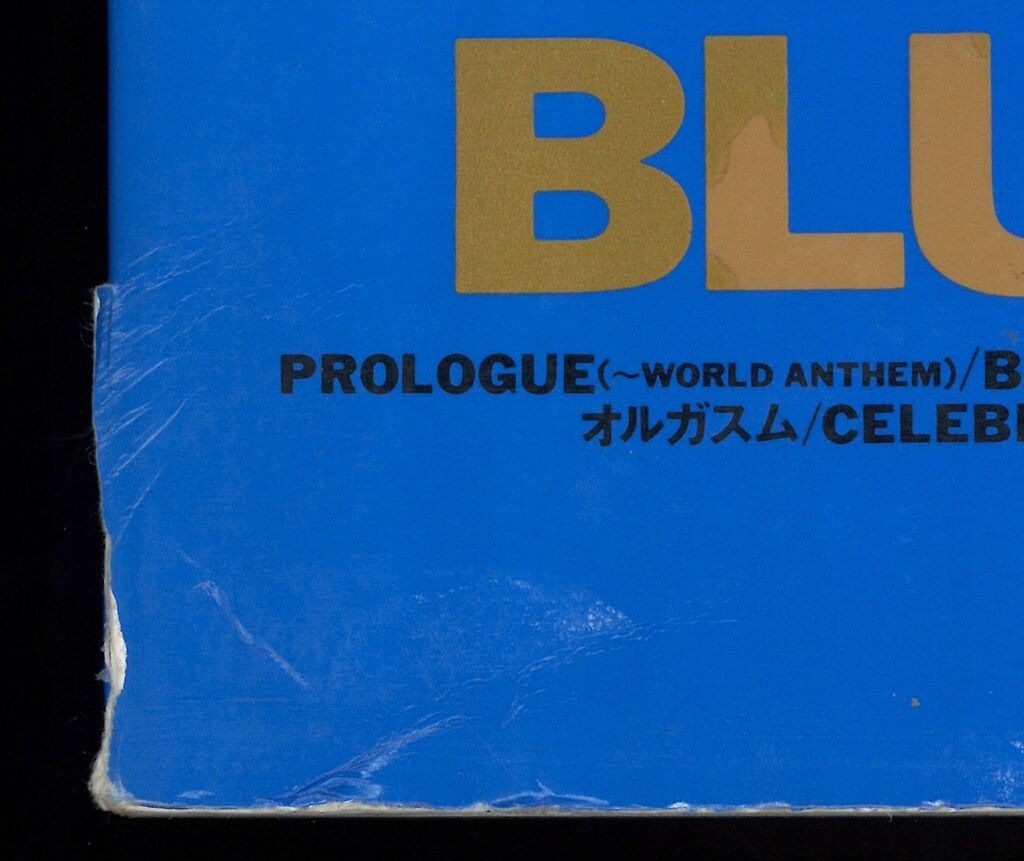 BLU
PROLOGUE(~WORLD ANTHEM)/B
オルガスム/CELEB